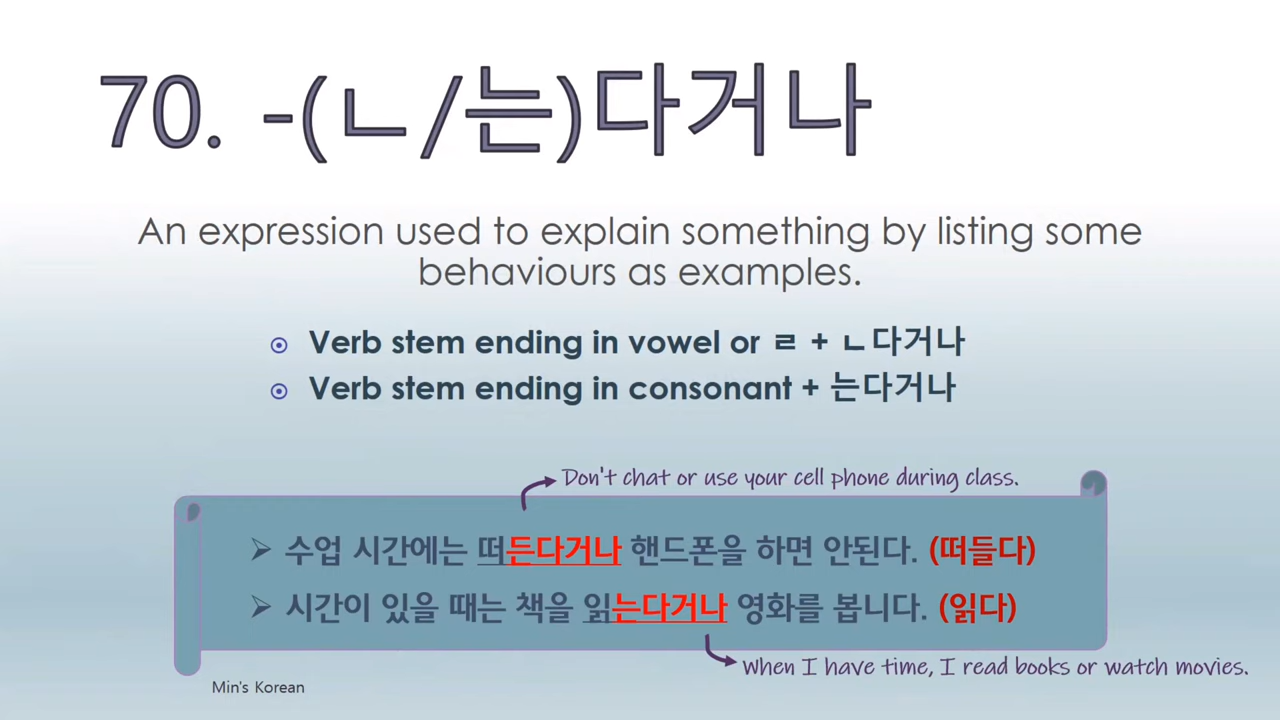 70. -(ㄴ/는)다거나
An expression used to explain something by listing some
behaviours as examples.
Verb stem ending in vowel or ㄹ + ㄴ다거나
Verb stem ending in consonant + 는다거나
Don't chat or use your cell phone during class.
수업 시간에는 떠든다거나 핸드폰을 하면 안된다. (떠들다)
시간이 있을 때는 책을 읽는다거나 영화를 봅니다. (읽다)
When I have time, I read books or watch movies.
Min's Korean